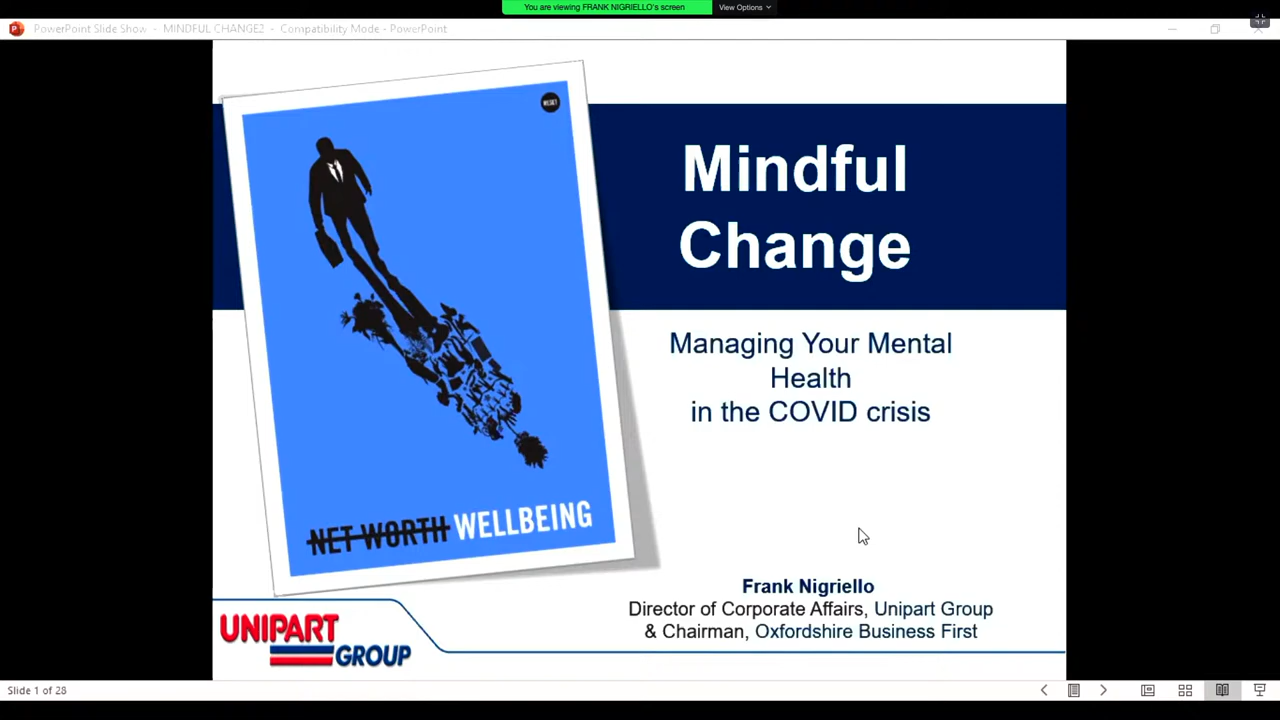 You are viewing FRANK NIGRIELLO's screen
View Options
PowerPoint Slide Show - MINDFUL CHANGE2 - Compatibility Mode - PowerPoint
Mindful
Change
Managing Your Mental
Health
in the COVID crisis
NET WORTH WELLBEING
Frank Nigriello
Director of Corporate Affairs, Unipart Group
& Chairman, Oxfordshire Business First
UNIPART
GROUP
Slide 1 of 28